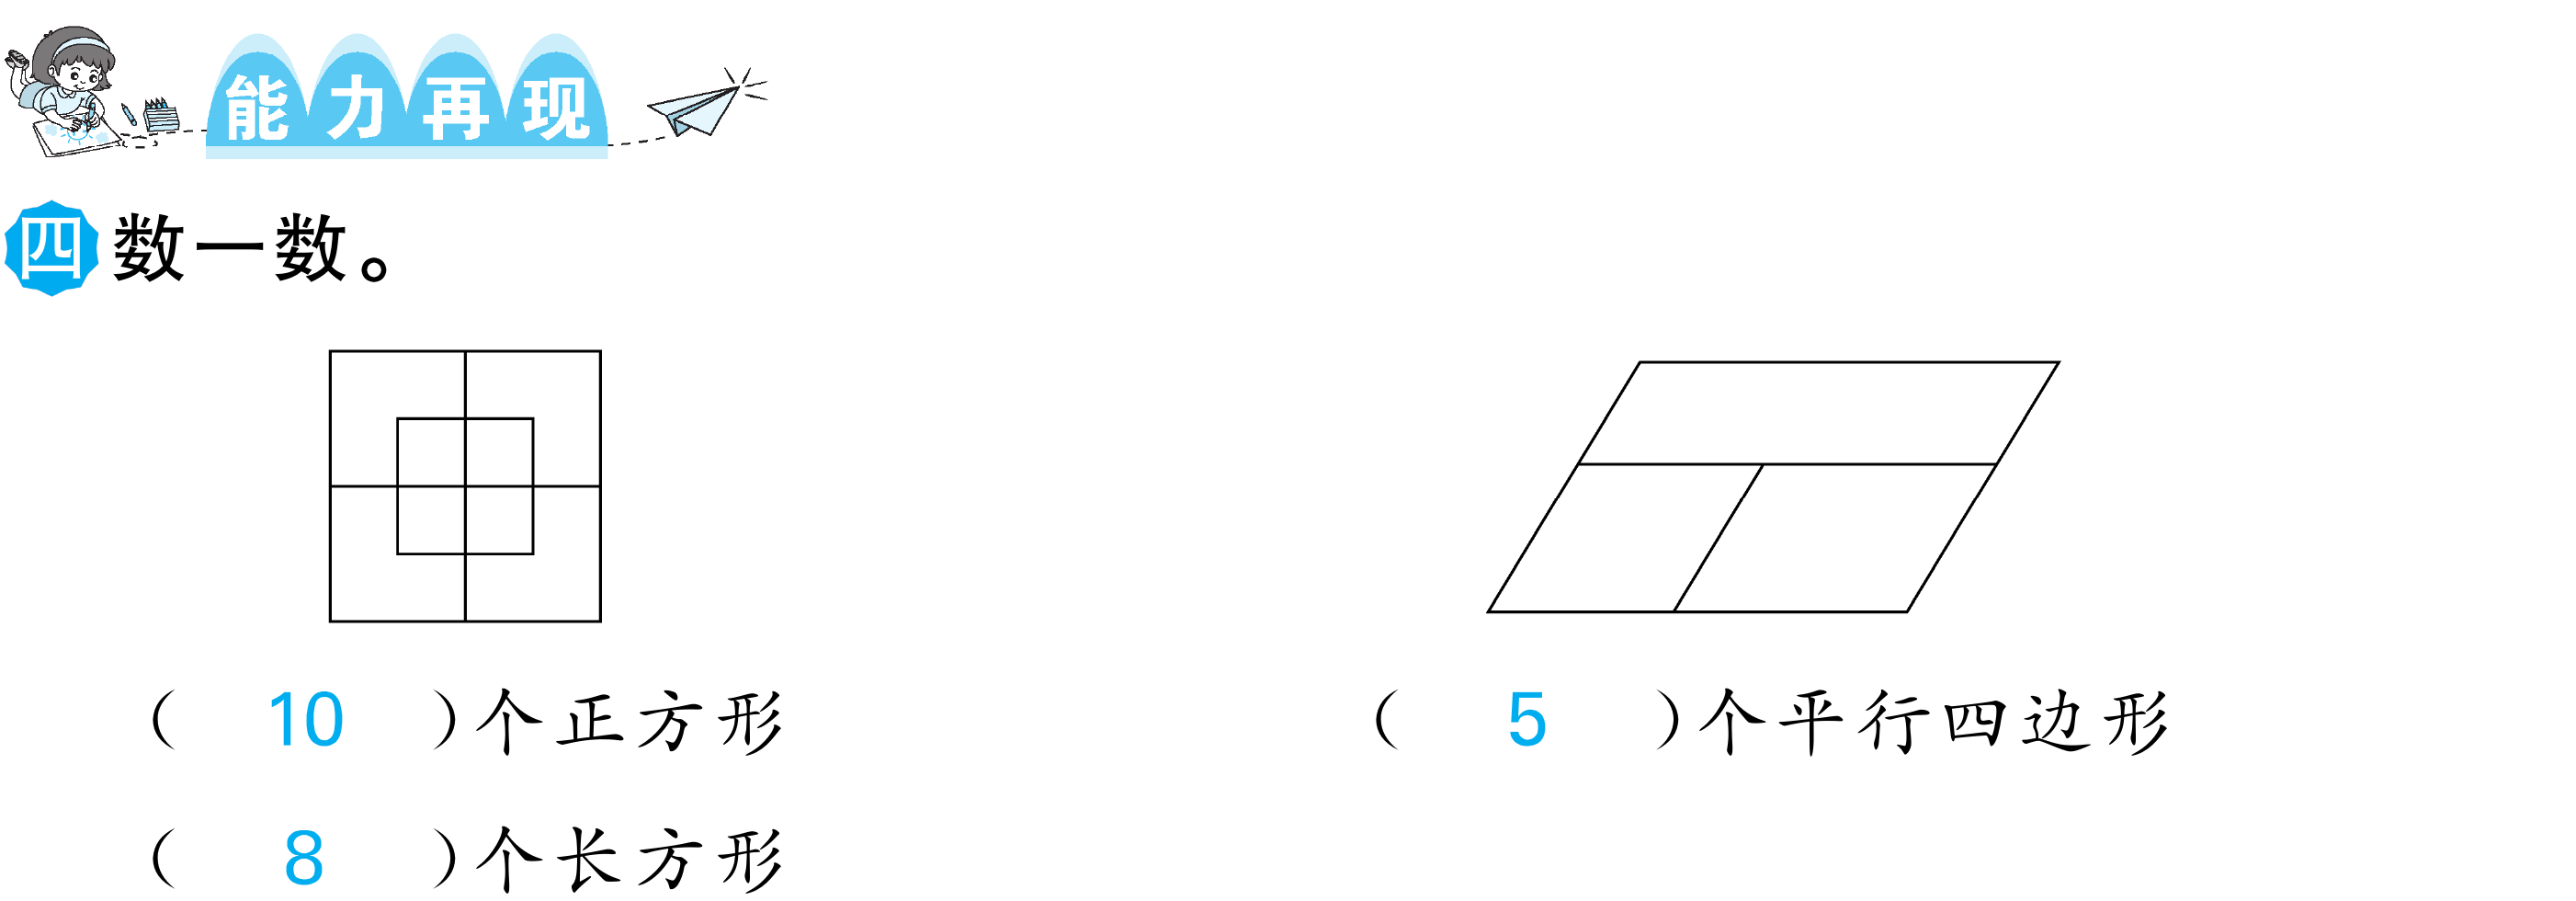 能力再现
四 数一数。
( 10 )个正方形
( 5 )个平行四边形
( 8 )个长方形